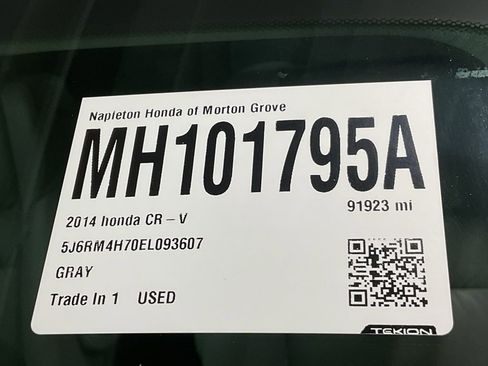 Napleton Honda of Morton Grove
MH101795A
91923 mi
2014 honda CR-V
5J6RM4H70EL093607
GRAY
Trade In 1 USED
TEKION